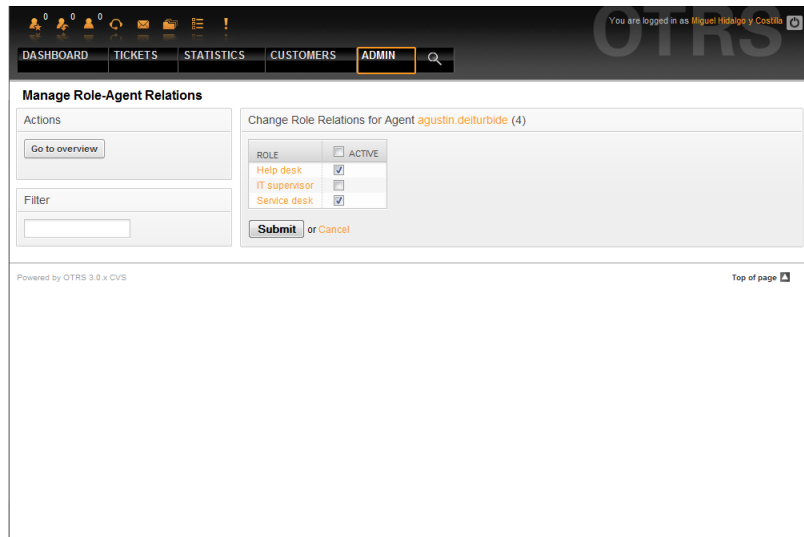 0 0 0
You are logged in as Miguel Hidalgo y Costilla
OTRS
DASHBOARD TICKETS STATISTICS CUSTOMERS ADMIN
Manage Role-Agent Relations
Actions
Go to overview
Filter
Change Role Relations for Agent agustin.deiturbide (4)
ROLE ACTIVE
Help desk
IT supervisor
Service desk
Submit or Cancel
Powered by OTRS 3.0.x CVS
Top of page